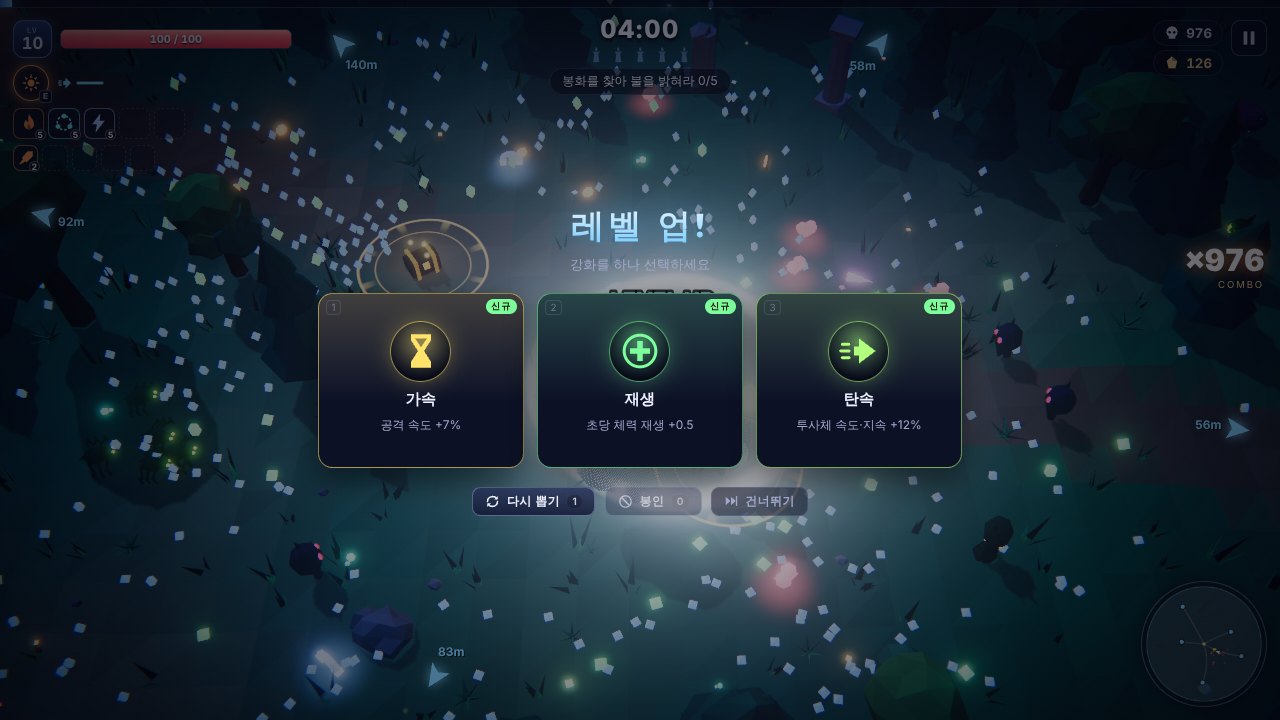 LV
10
100 / 100
04:00
봉화를 찾아 불을 밝혀라 0/5
976
126
140m
58m
E
5
5
5
2
92m
레벨 업!
강화를 하나 선택하세요
×976
COMBO
1
신규
가속
공격 속도 +7%
2
신규
재생
초당 체력 재생 +0.5
3
신규
탄속
투사체 속도·지속 +12%
56m
다시 뽑기 1
봉인 0
건너뛰기
83m